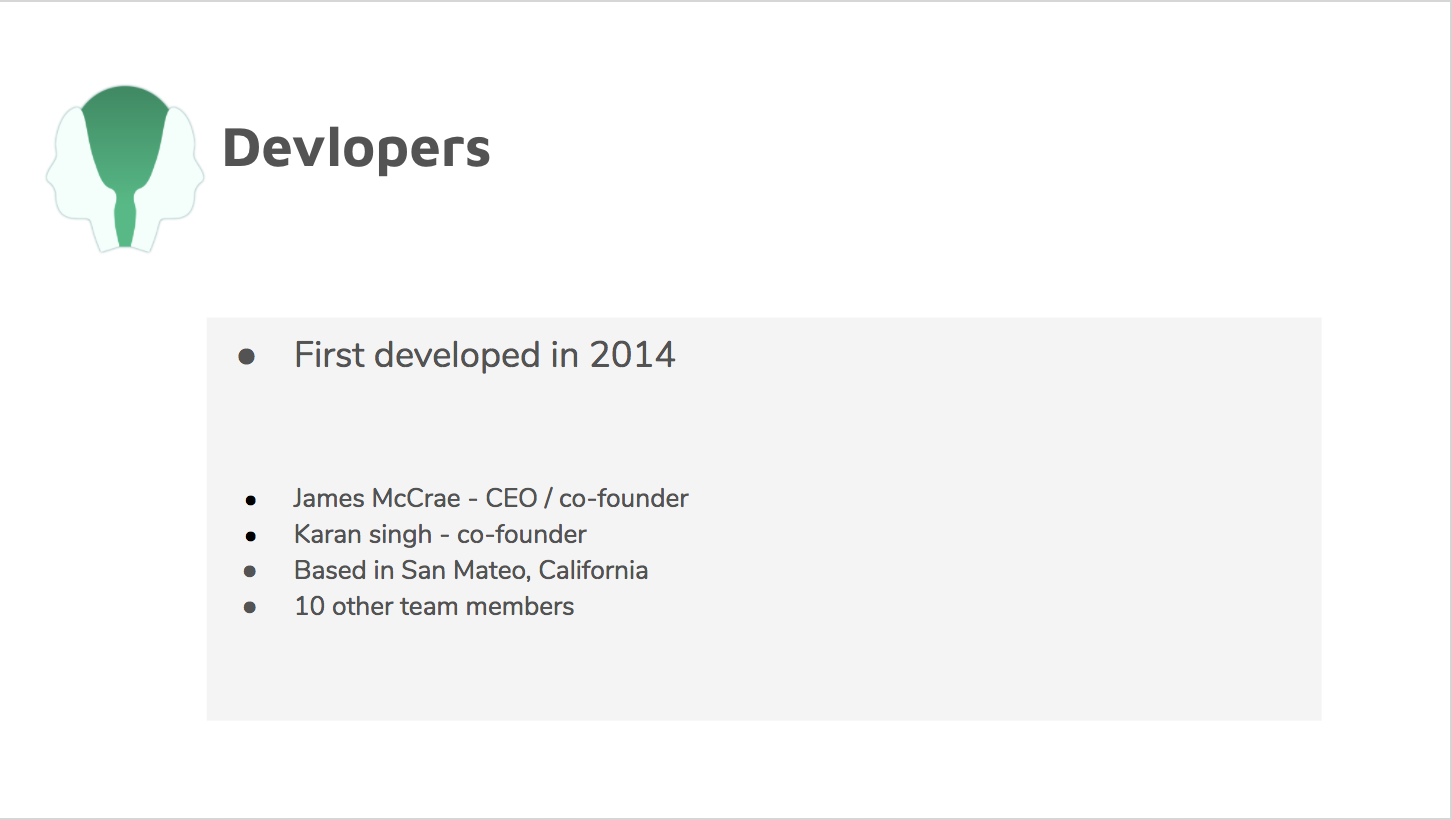 Devlopers
● First developed in 2014
● James McCrae - CEO / co-founder
● Karan singh - co-founder
● Based in San Mateo, California
● 10 other team members